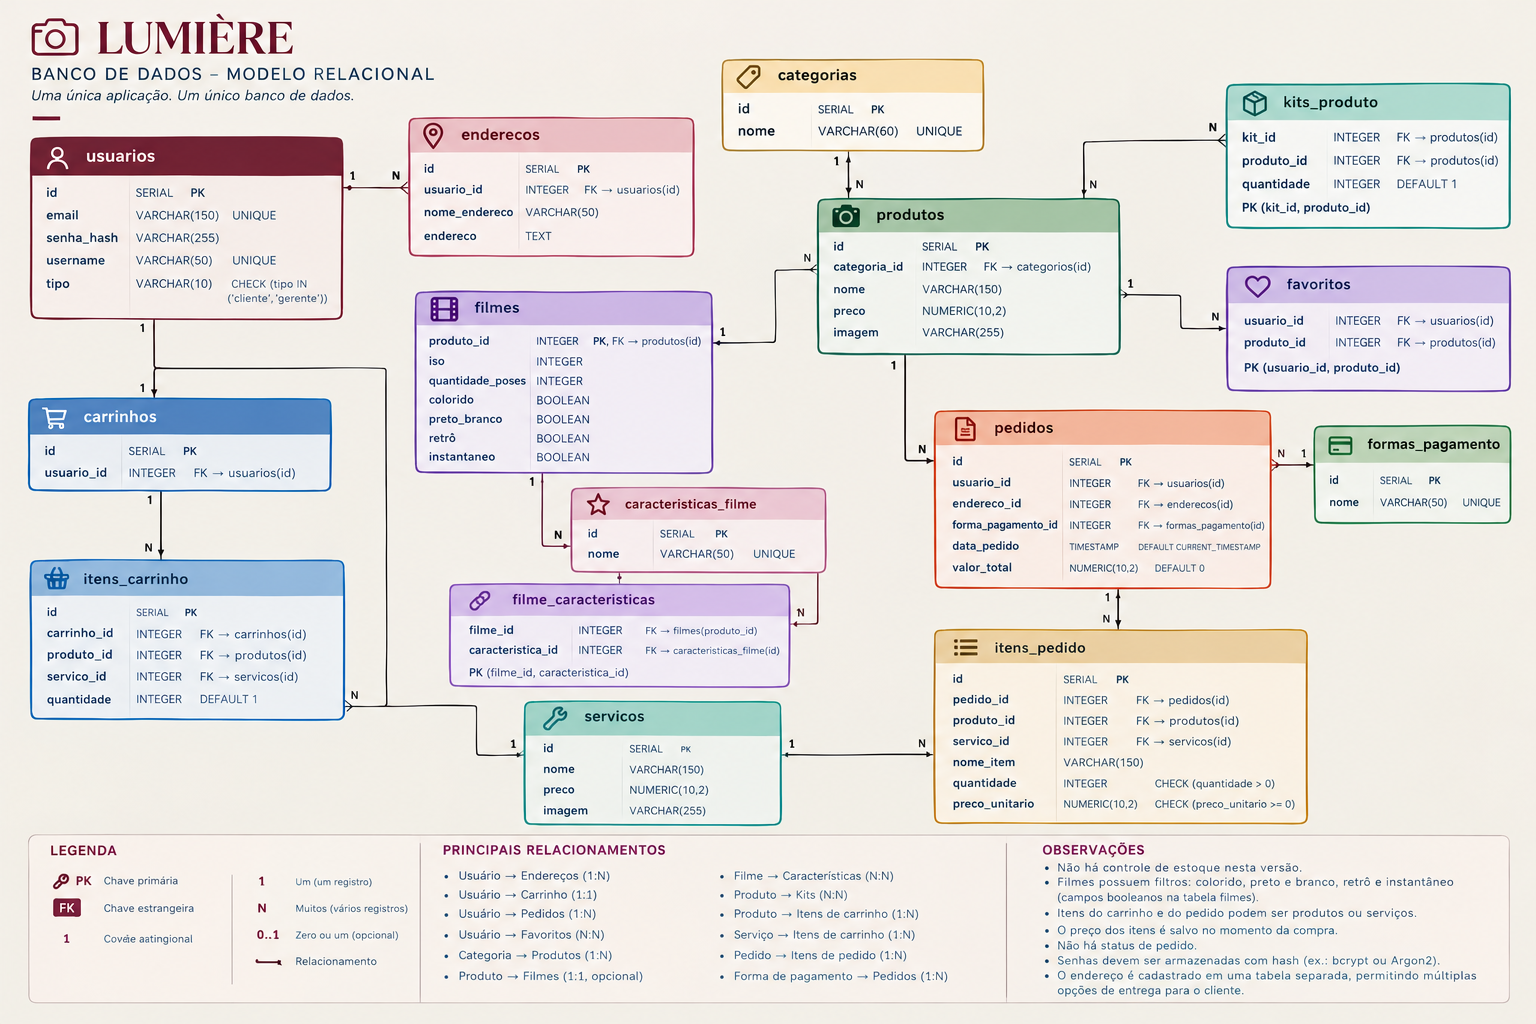 LUMIÈRE
BANCO DE DADOS – MODELO RELACIONAL
Uma única aplicação. Um único banco de dados.
usuarios
id SERIAL PK
email VARCHAR(150) UNIQUE
senha_hash VARCHAR(255)
username VARCHAR(50) UNIQUE
tipo VARCHAR(10) CHECK (tipo IN
('cliente', 'gerente'))
1 N
enderecos
id SERIAL PK
usuario_id INTEGER FK → usuarios(id)
nome_endereco VARCHAR(50)
endereco TEXT
categorias
id SERIAL PK
nome VARCHAR(60) UNIQUE
1
N
kits_produto
kit_id INTEGER FK → produtos(id)
produto_id INTEGER FK → produtos(id)
quantidade INTEGER DEFAULT 1
PK (kit_id, produto_id)
N
N
produtos
id SERIAL PK
categoria_id INTEGER FK → categorios(id)
nome VARCHAR(150)
preco NUMERIC(10,2)
imagem VARCHAR(255)
N
1
favoritos
usuario_id INTEGER FK → usuarios(id)
produto_id INTEGER FK → produtos(id)
PK (usuario_id, produto_id)
1
N
filmes
produto_id INTEGER PK, FK → produtos(id)
iso INTEGER
quantidade_poses INTEGER
colorido BOOLEAN
preto_branco BOOLEAN
retrô BOOLEAN
instantaneo BOOLEAN
1
1
carrinhos
id SERIAL PK
usuario_id INTEGER FK → usuarios(id)
1
N
pedidos
id SERIAL PK
usuario_id INTEGER FK → usuarios(id)
endereco_id INTEGER FK → enderecos(id)
forma_pagamento_id INTEGER FK → formas_pagamento(id)
data_pedido TIMESTAMP DEFAULT CURRENT_TIMESTAMP
valor_total NUMERIC(10,2) DEFAULT 0
N 1
formas_pagamento
id SERIAL PK
nome VARCHAR(50) UNIQUE
1
N
caracteristicas_filme
id SERIAL PK
nome VARCHAR(50) UNIQUE
1
N
itens_carrinho
id SERIAL PK
carrinho_id INTEGER FK → carrinhos(id)
produto_id INTEGER FK → produtos(id)
servico_id INTEGER FK → servicos(id)
quantidade INTEGER DEFAULT 1
N
filme_caracteristicas
filme_id INTEGER FK → filmes(produto_id)
caracteristica_id INTEGER FK → caracteristicas_filme(id)
PK (filme_id, caracteristica_id)
N
1
N
itens_pedido
id SERIAL PK
pedido_id INTEGER FK → pedidos(id)
produto_id INTEGER FK → produtos(id)
servico_id INTEGER FK → servicos(id)
nome_item VARCHAR(150)
quantidade INTEGER CHECK (quantidade > 0)
preco_unitario NUMERIC(10,2) CHECK (preco_unitario >= 0)
servicos
id SERIAL PK
nome VARCHAR(150)
preco NUMERIC(10,2)
imagem VARCHAR(255)
1
1 N
LEGENDA
PK Chave primária
FK Chave estrangeira
1 Cováe aatingional
1 Um (um registro)
N Muitos (vários registros)
0..1 Zero ou um (opcional)
Relacionamento
PRINCIPAIS RELACIONAMENTOS
• Usuário → Endereços (1:N)
• Usuário → Carrinho (1:1)
• Usuário → Pedidos (1:N)
• Usuário → Favoritos (N:N)
• Categoria → Produtos (1:N)
• Produto → Filmes (1:1, opcional)
• Filme → Características (N:N)
• Produto → Kits (N:N)
• Produto → Itens de carrinho (1:N)
• Serviço → Itens de carrinho (1:N)
• Pedido → Itens de pedido (1:N)
• Forma de pagamento → Pedidos (1:N)
OBSERVAÇÕES
• Não há controle de estoque nesta versão.
• Filmes possuem filtros: colorido, preto e branco, retrô e instantâneo
(campos booleanos na tabela filmes).
• Itens do carrinho e do pedido podem ser produtos ou serviços.
• O preço dos itens é salvo no momento da compra.
• Não há status de pedido.
• Senhas devem ser armazenadas com hash (ex.: bcrypt ou Argon2).
• O endereço é cadastrado em uma tabela separada, permitindo múltiplas
opções de entrega para o cliente.